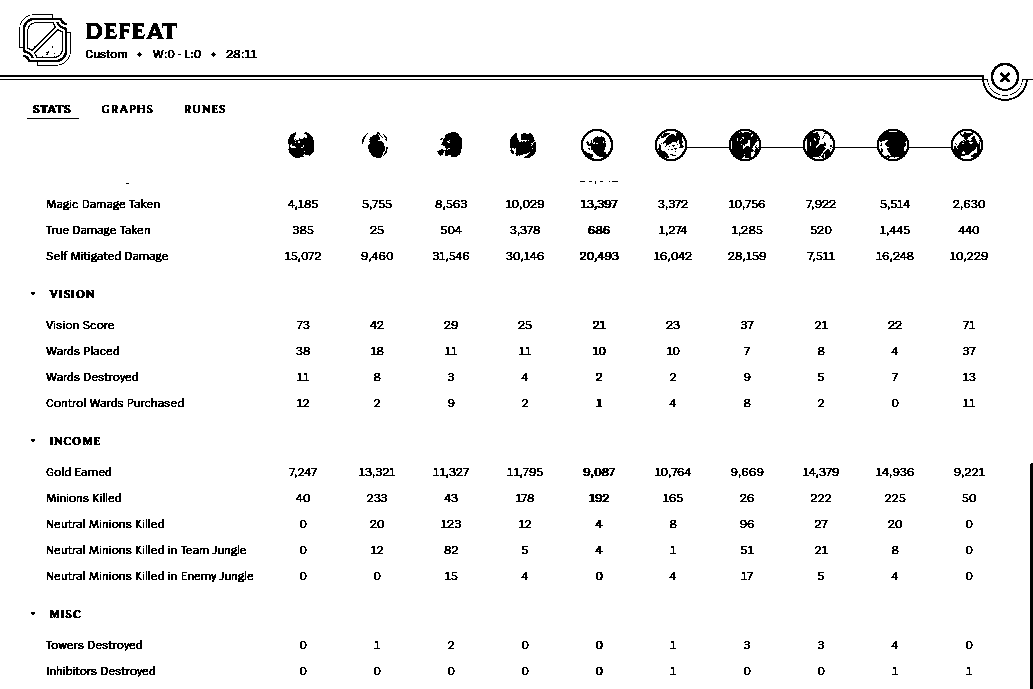 DEFEAT
Custom • W:0 - L:0 • 28:11
STATS GRAPHS RUNES
Magic Damage Taken 4,185 5,755 8,563 10,029 13,397 3,372 10,756 7,922 5,514 2,630
True Damage Taken 385 25 504 3,378 686 1,274 1,285 520 1,445 440
Self Mitigated Damage 15,072 9,460 31,546 30,146 20,493 16,042 28,159 7,511 16,248 10,229
VISION
Vision Score 73 42 29 25 21 23 37 21 22 71
Wards Placed 38 18 11 11 10 10 7 8 4 37
Wards Destroyed 11 8 3 4 2 2 9 5 7 13
Control Wards Purchased 12 2 9 2 1 4 8 2 0 11
INCOME
Gold Earned 7,247 13,321 11,327 11,795 9,087 10,764 9,669 14,379 14,936 9,221
Minions Killed 40 233 43 178 192 165 26 222 225 50
Neutral Minions Killed 0 20 123 12 4 8 96 27 20 0
Neutral Minions Killed in Team Jungle 0 12 82 5 4 1 51 21 8 0
Neutral Minions Killed in Enemy Jungle 0 0 15 4 0 4 17 5 4 0
MISC
Towers Destroyed 0 1 2 0 0 1 3 3 4 0
Inhibitors Destroyed 0 0 0 0 0 1 0 0 1 1